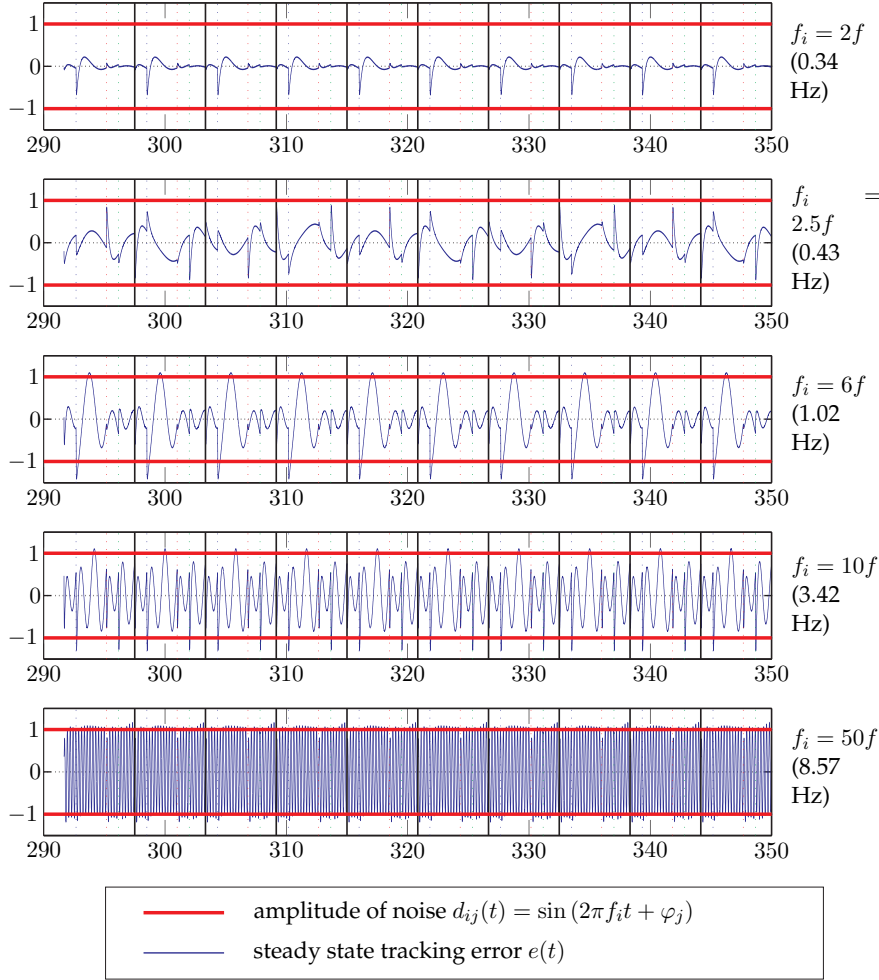 1
0
−1
290 300 310 320 330 340 350
f_i = 2f
(0.34
Hz)
1
0
−1
290 300 310 320 330 340 350
f_i =
2.5f
(0.43
Hz)
1
0
−1
290 300 310 320 330 340 350
f_i = 6f
(1.02
Hz)
1
0
−1
290 300 310 320 330 340 350
f_i = 10f
(3.42
Hz)
1
0
−1
290 300 310 320 330 340 350
f_i = 50f
(8.57
Hz)
amplitude of noise d_{ij}(t) = sin (2πf_i t + φ_j)
steady state tracking error e(t)